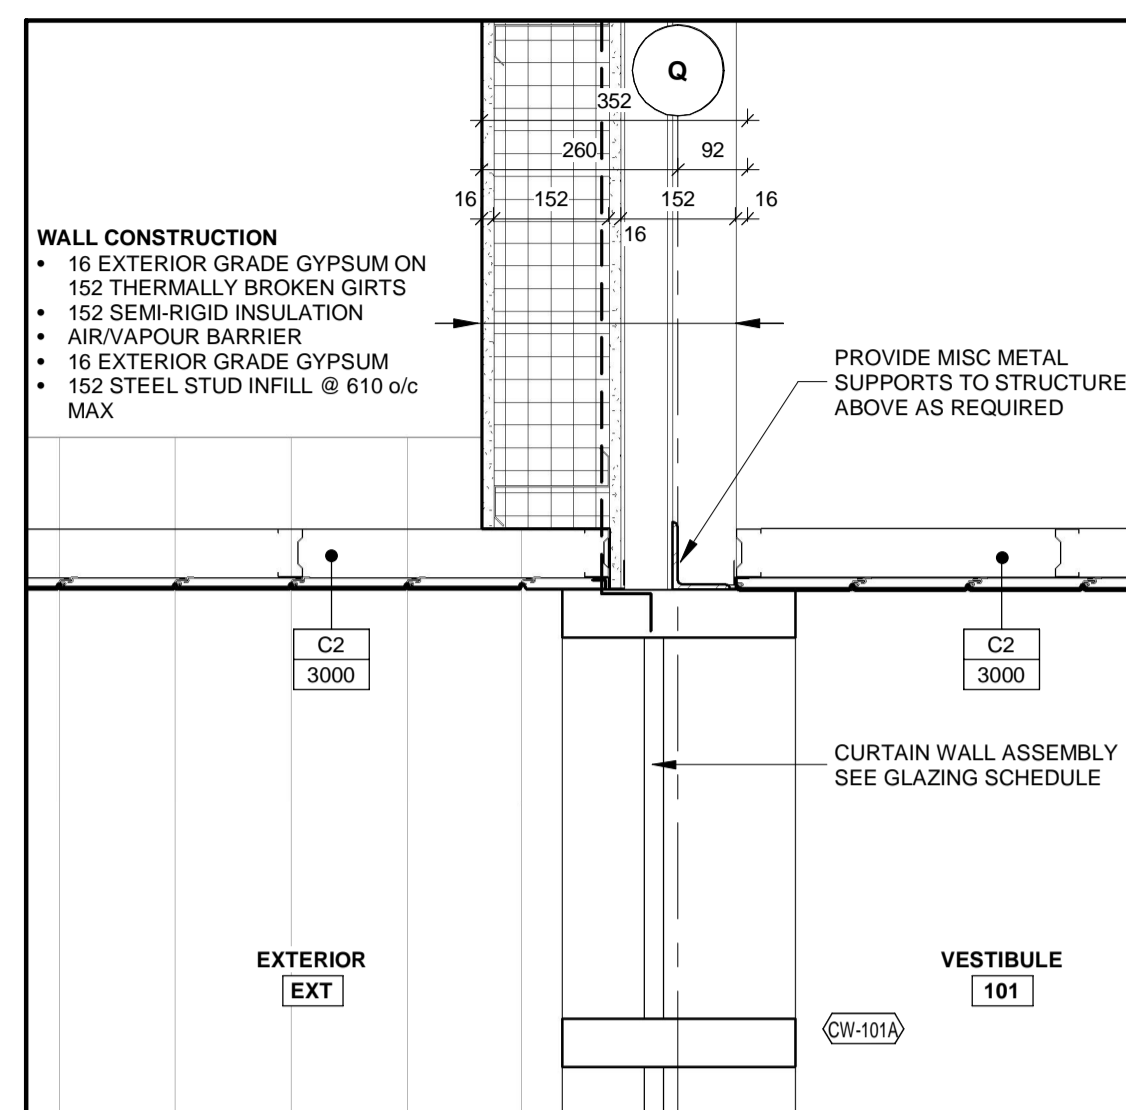 Q
352
260 92
16 152 152 16
16
WALL CONSTRUCTION
• 16 EXTERIOR GRADE GYPSUM ON
152 THERMALLY BROKEN GIRTS
• 152 SEMI-RIGID INSULATION
• AIR/VAPOUR BARRIER
• 16 EXTERIOR GRADE GYPSUM
• 152 STEEL STUD INFILL @ 610 o/c
MAX
PROVIDE MISC METAL
SUPPORTS TO STRUCTURE
ABOVE AS REQUIRED
C2
3000
C2
3000
CURTAIN WALL ASSEMBLY
SEE GLAZING SCHEDULE
EXTERIOR
EXT
VESTIBULE
101
CW-101A